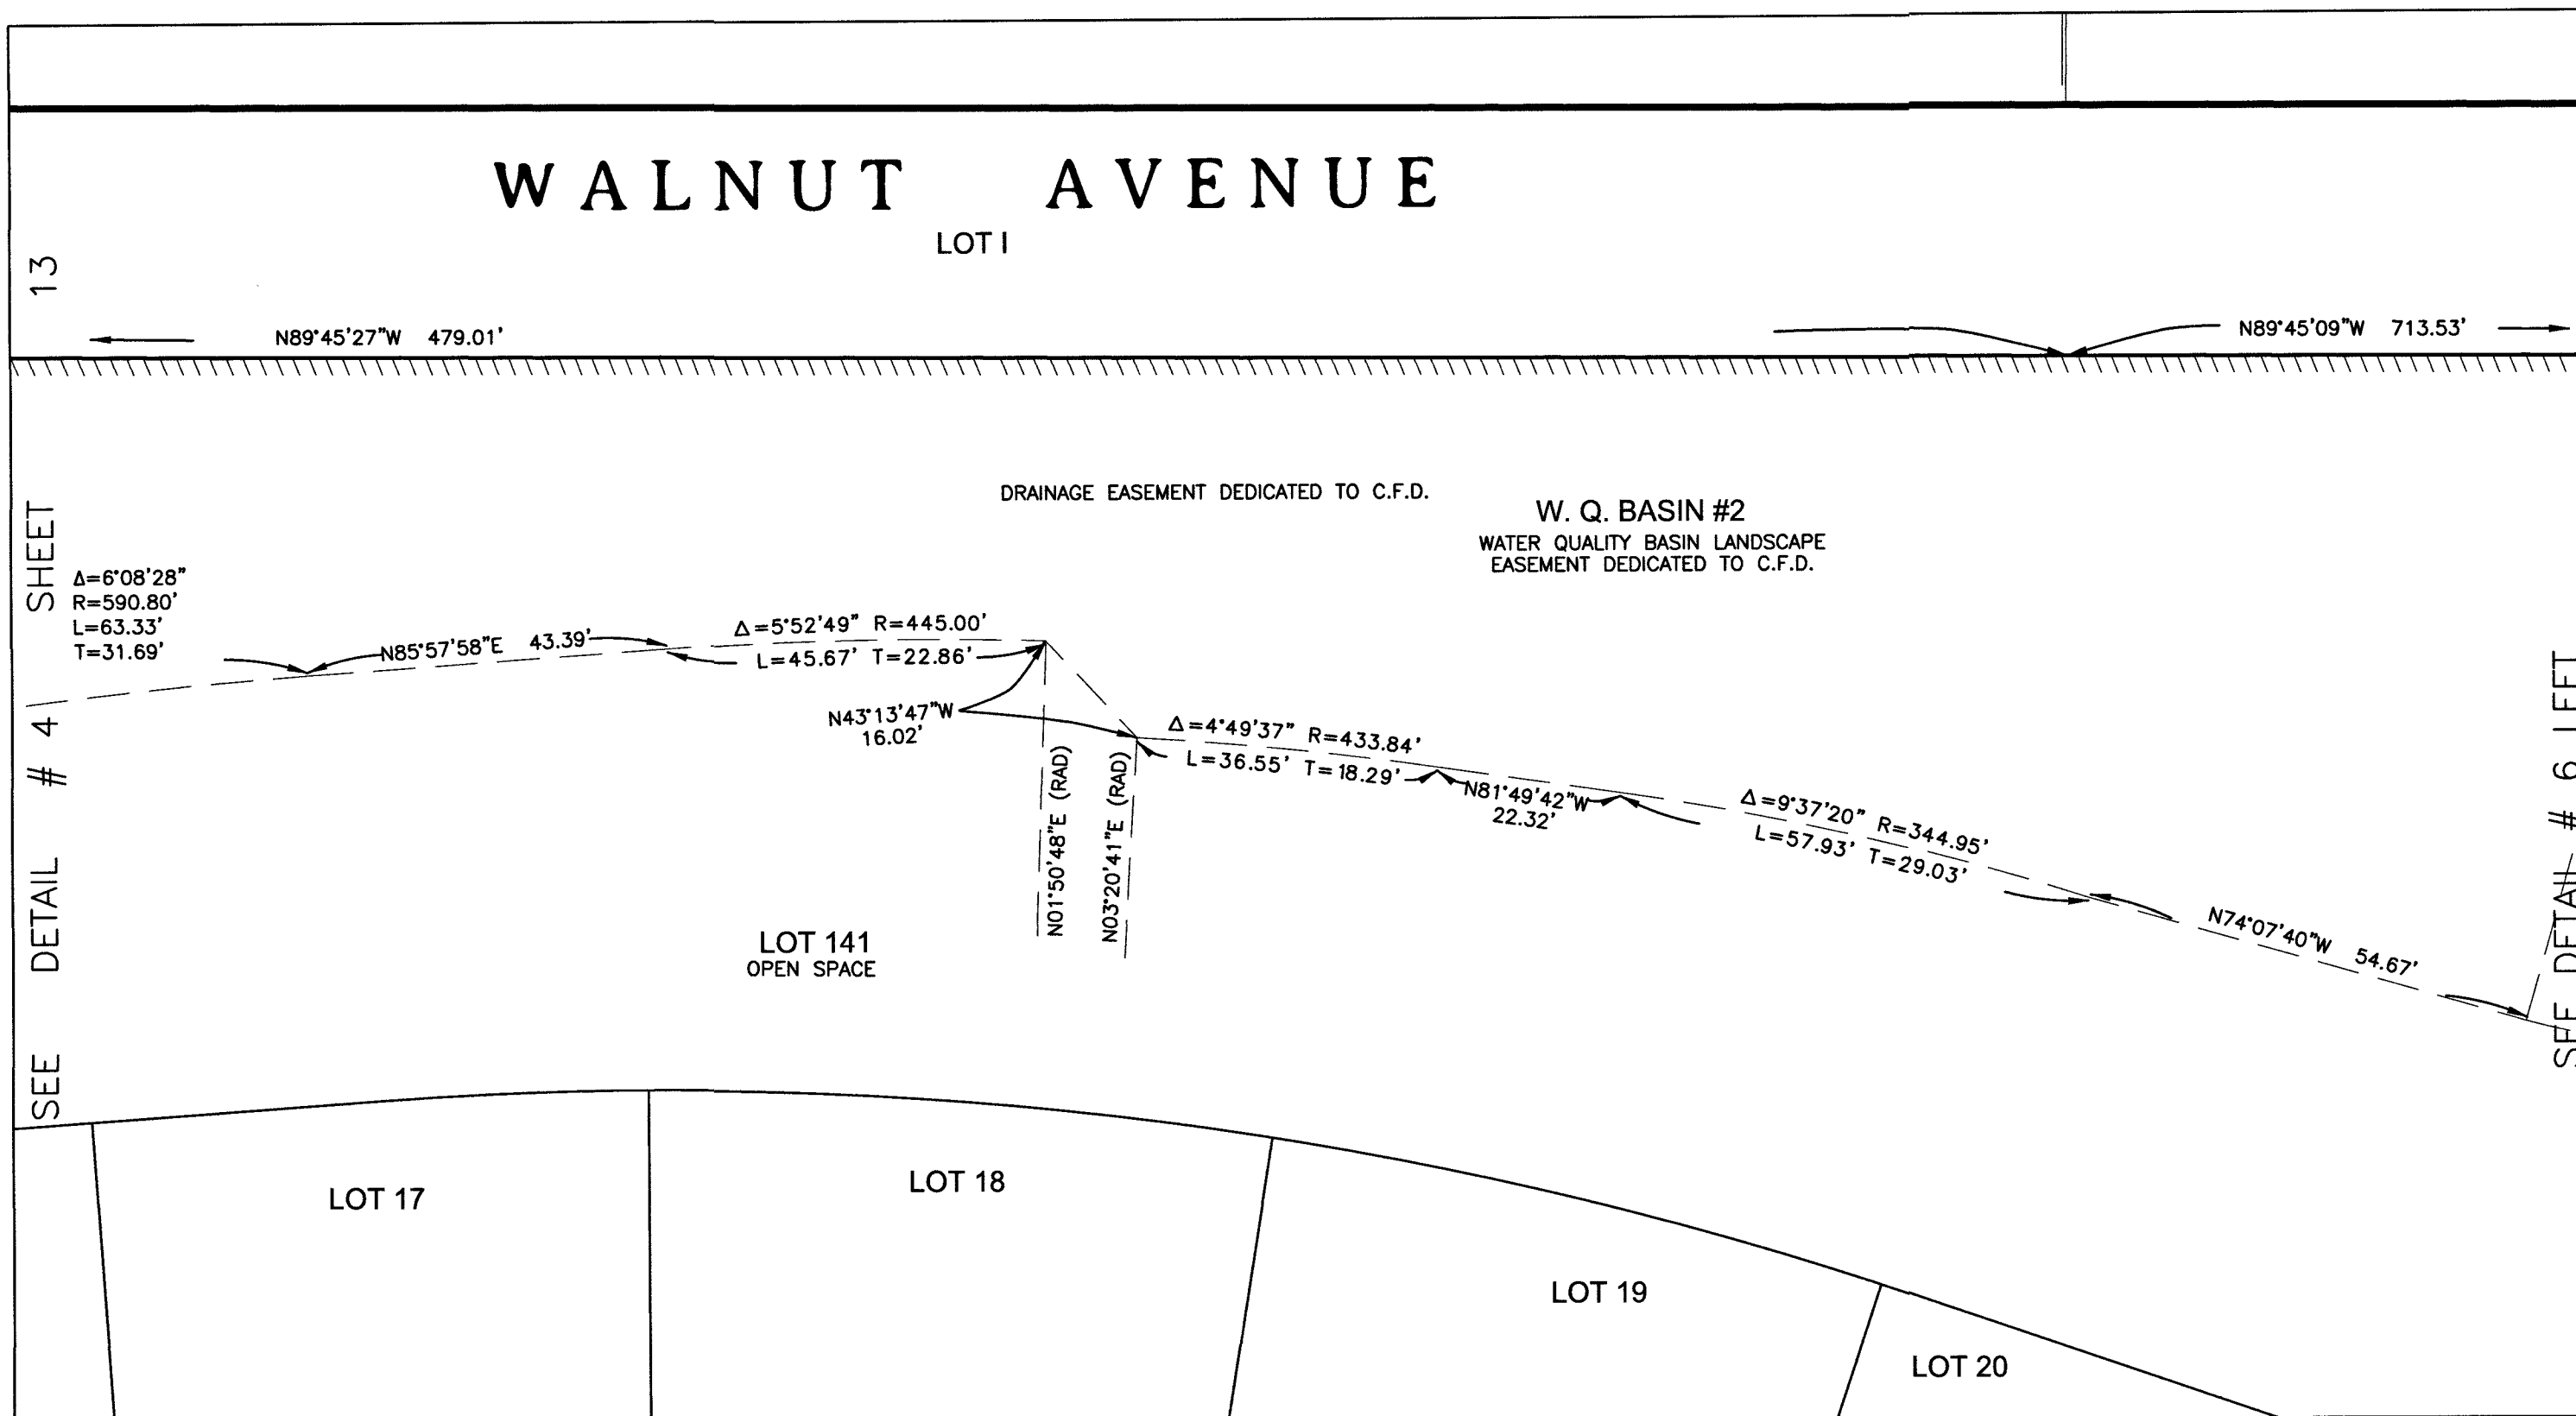 WALNUT AVENUE
LOT I
13
N89°45'27"W 479.01'
N89°45'09"W 713.53'
DRAINAGE EASEMENT DEDICATED TO C.F.D.
W. Q. BASIN #2
WATER QUALITY BASIN LANDSCAPE
EASEMENT DEDICATED TO C.F.D.
SEE DETAIL # 4 SHEET
Δ=6°08'28"
R=590.80'
L=63.33'
T=31.69'
N85°57'58"E 43.39'
Δ=5°52'49" R=445.00'
L=45.67' T=22.86'
N43°13'47"W
16.02'
N01°50'48"E (RAD)
N03°20'41"E (RAD)
Δ=4°49'37" R=433.84'
L=36.55' T=18.29'
N81°49'42"W
22.32'
Δ=9°37'20" R=344.95'
L=57.93' T=29.03'
N74°07'40"W 54.67'
SEE DETAIL # 6 LEFT
LOT 141
OPEN SPACE
LOT 17
LOT 18
LOT 19
LOT 20